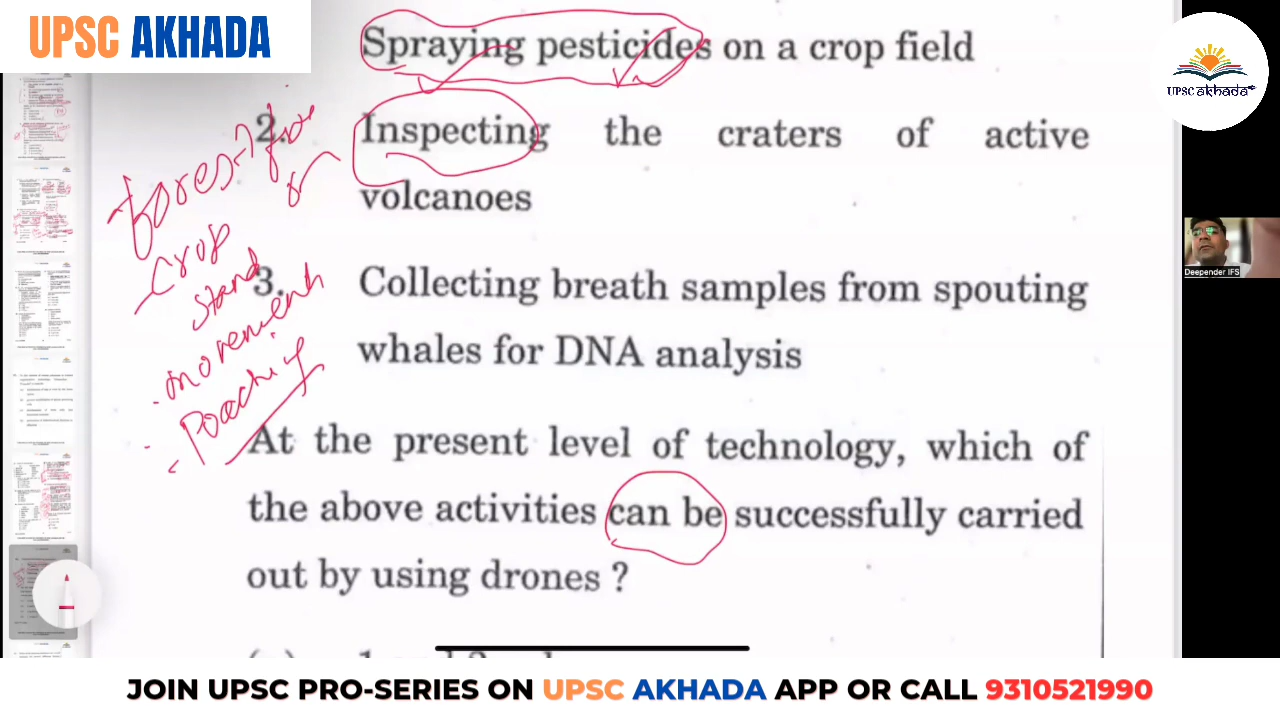 UPSC AKHADA
Spraying pesticides on a crop field
2. Inspecting the craters of active
volcanoes
3. Collecting breath samples from spouting
whales for DNA analysis
At the present level of technology, which of
the above activities can be successfully carried
out by using drones ?
Crop
stand
movement
Poaching
UPSC akhada
Deepender IFS
JOIN UPSC PRO-SERIES ON UPSC AKHADA APP OR CALL 9310521990